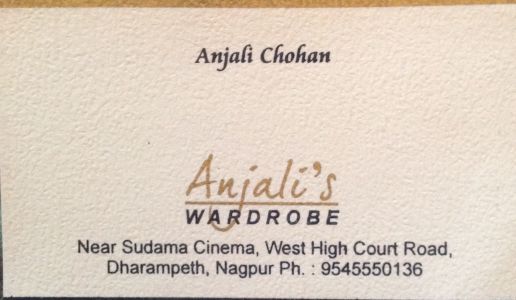 Anjali Chohan
Anjali's
WARDROBE
Near Sudama Cinema, West High Court Road,
Dharampeth, Nagpur Ph. : 9545550136